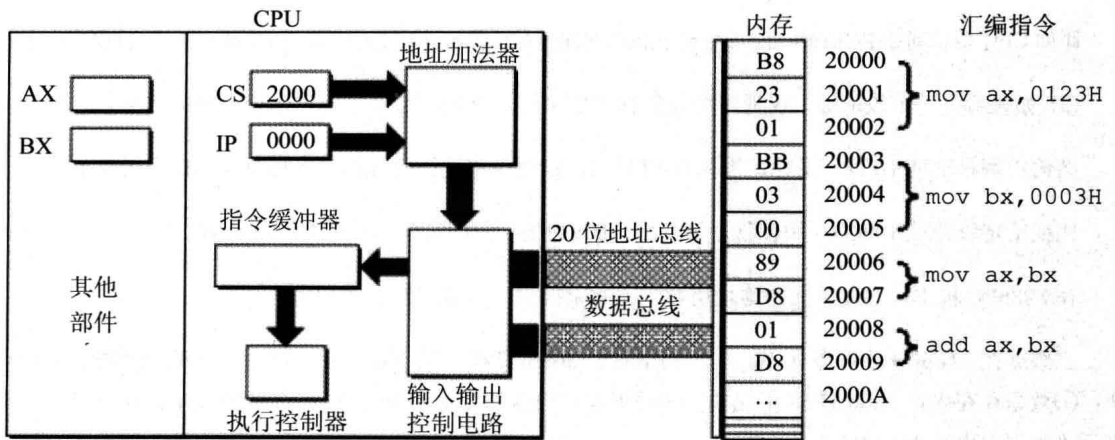 CPU
内存 汇编指令
AX
BX
其他
部件
CS 2000
IP 0000
地址加法器
指令缓冲器
执行控制器
输入输出
控制电路
20 位地址总线
数据总线
B8 20000
23 20001
01 20002
mov ax,0123H
BB 20003
03 20004
00 20005
mov bx,0003H
89 20006
D8 20007
mov ax,bx
01 20008
D8 20009
add ax,bx
… 2000A